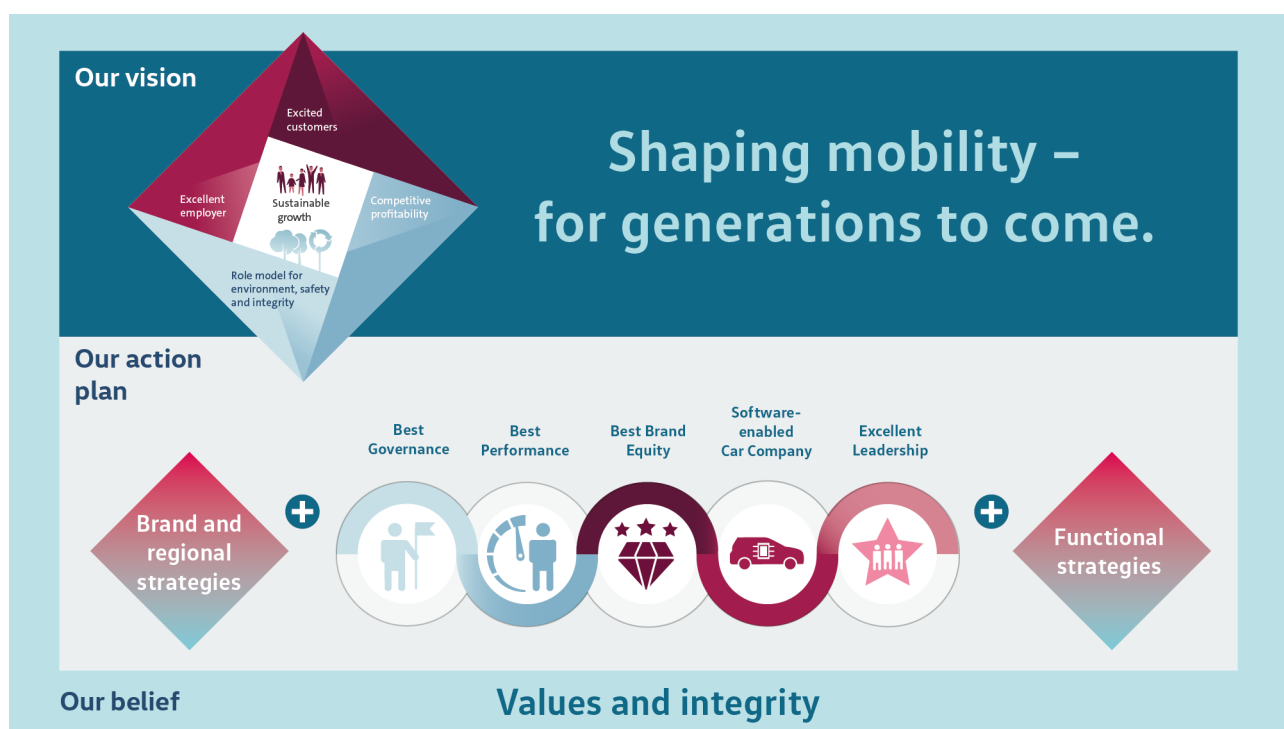 Our vision
Excited
customers
Excellent
employer
Sustainable
growth
Competitive
profitability
Role model for
environment, safety
and integrity
Shaping mobility –
for generations to come.
Our action
plan
Brand and
regional
strategies
Best
Governance
Best
Performance
Best Brand
Equity
Software-
enabled
Car Company
Excellent
Leadership
Functional
strategies
Our belief
Values and integrity